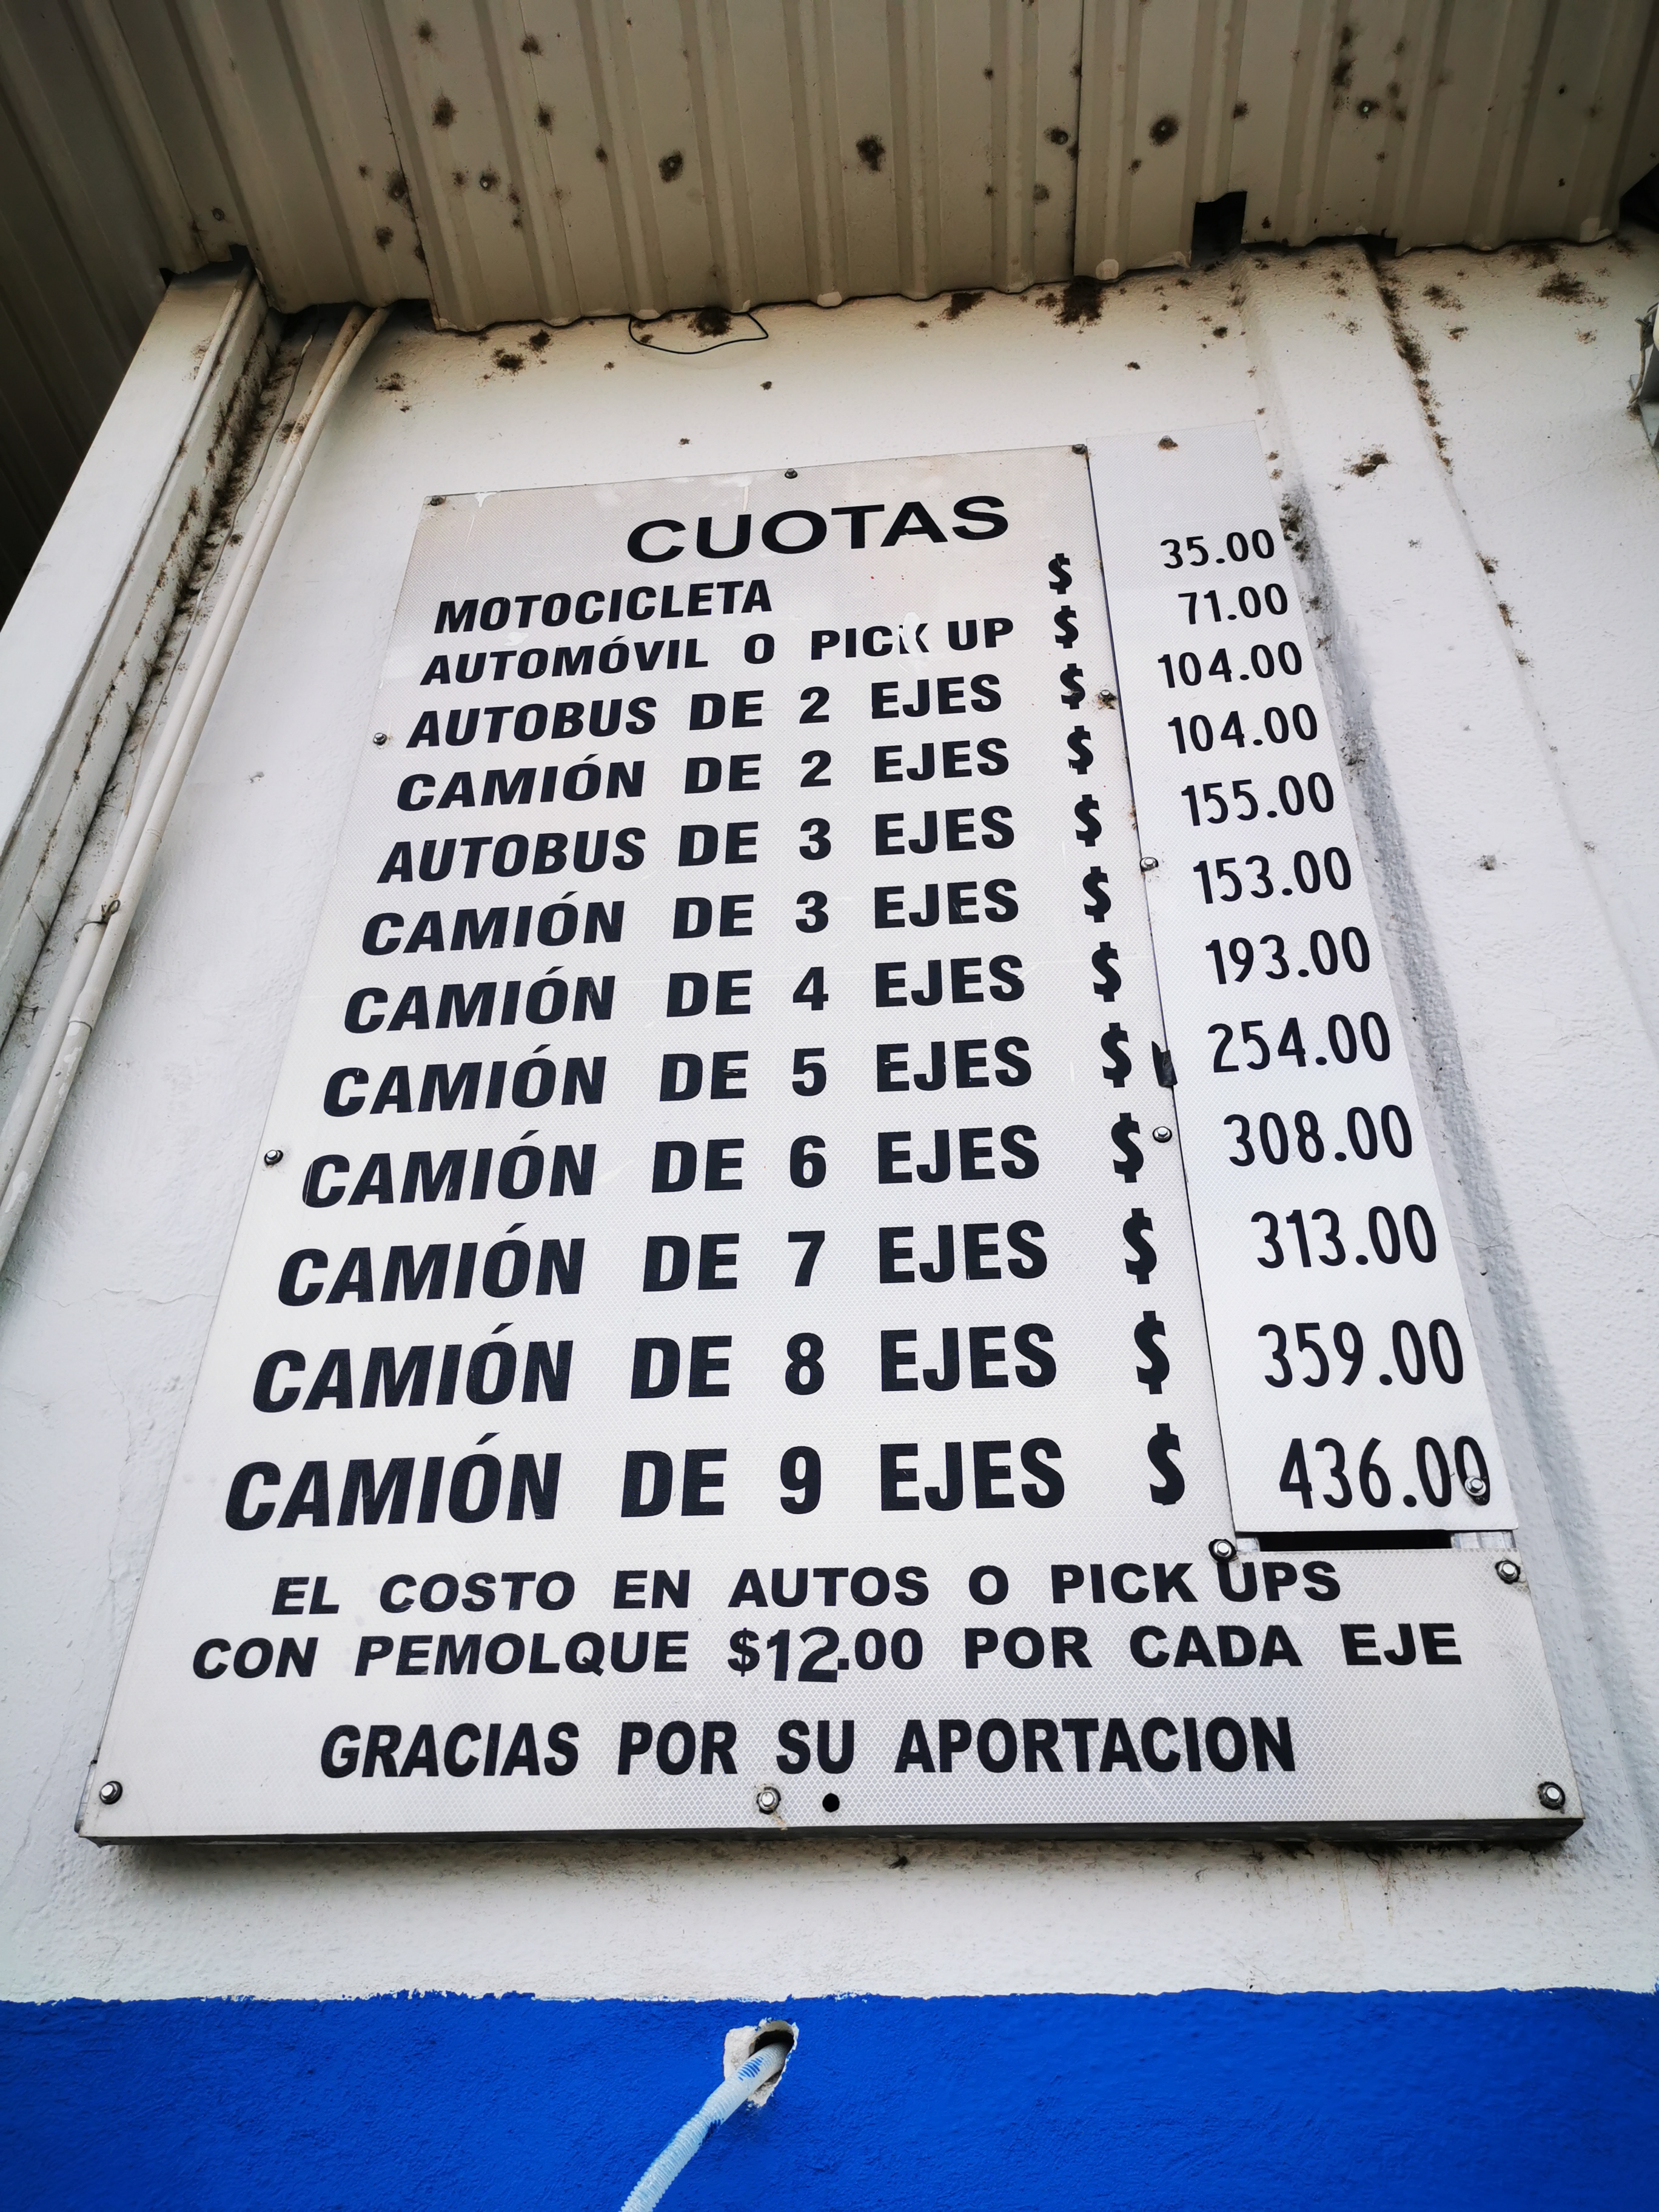 CUOTAS
MOTOCICLETA $ 35.00
AUTOMÓVIL O PICK UP $ 71.00
AUTOBUS DE 2 EJES $ 104.00
CAMIÓN DE 2 EJES $ 104.00
AUTOBUS DE 3 EJES $ 155.00
CAMIÓN DE 3 EJES $ 153.00
CAMIÓN DE 4 EJES $ 193.00
CAMIÓN DE 5 EJES $ 254.00
CAMIÓN DE 6 EJES $ 308.00
CAMIÓN DE 7 EJES $ 313.00
CAMIÓN DE 8 EJES $ 359.00
CAMIÓN DE 9 EJES $ 436.00
EL COSTO EN AUTOS O PICK UPS
CON PEMOLQUE $12.00 POR CADA EJE
GRACIAS POR SU APORTACION